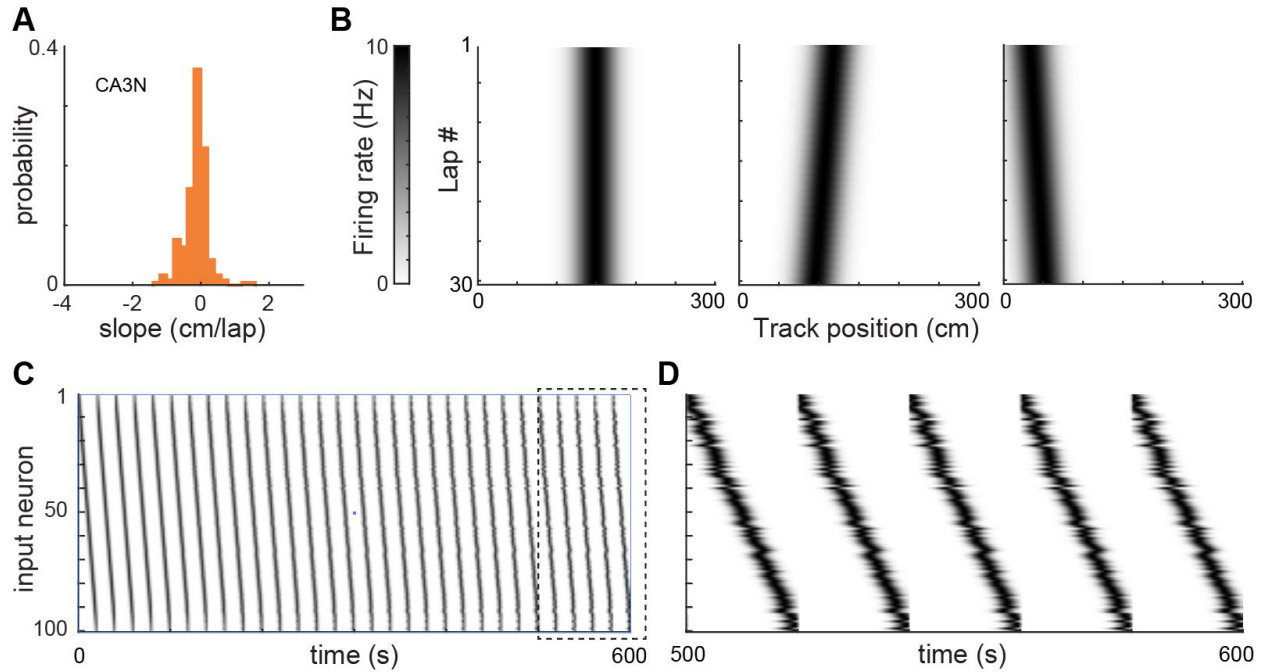 A
B
0.4
CA3N
probability
0
-4
-2
0
2
slope (cm/lap)
10
Firing rate (Hz)
0
1
Lap #
30
0
300
0
300
0
300
Track position (cm)
C
D
1
input neuron
50
100
0
time (s)
600
500
time (s)
600